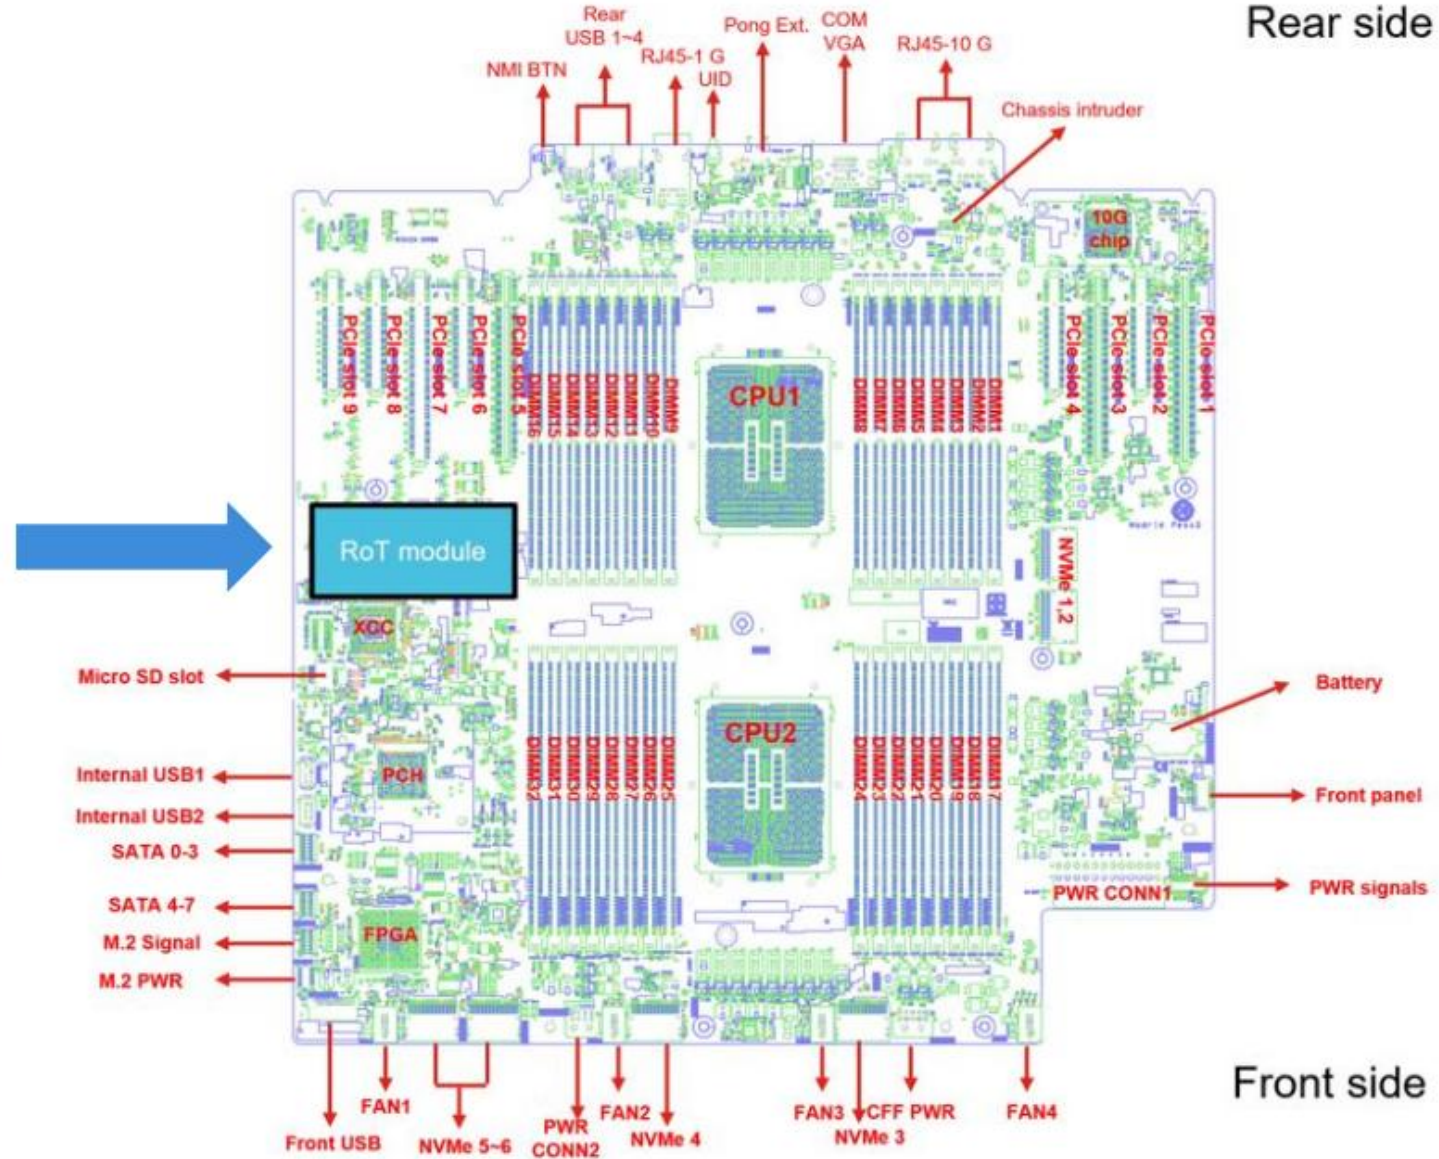 Rear side
Rear
USB 1~4
NMI BTN
RJ45-1 G
UID
Pong Ext.
COM
VGA
RJ45-10 G
Chassis intruder
10G
chip
PCIe slot 9
PCIe slot 8
PCIe slot 7
PCIe slot 6
PCIe slot 5
DIMM16
DIMM15
DIMM14
DIMM13
DIMM12
DIMM11
DIMM10
DIMM9
CPU1
DIMM8
DIMM7
DIMM6
DIMM5
DIMM4
DIMM3
DIMM2
DIMM1
PCIe slot 4
PCIe slot 3
PCIe slot 2
PCIe slot 1
RoT module
NVMe 1,2
XCC
Micro SD slot
Battery
Internal USB1
PCH
Internal USB2
SATA 0-3
SATA 4-7
M.2 Signal
FPGA
M.2 PWR
DIMM32
DIMM31
DIMM30
DIMM29
DIMM28
DIMM27
DIMM26
DIMM25
CPU2
DIMM24
DIMM23
DIMM22
DIMM21
DIMM20
DIMM19
DIMM18
DIMM17
Front panel
PWR CONN1
PWR signals
Front side
Front USB
FAN1
NVMe 5~6
PWR
CONN2
FAN2
NVMe 4
FAN3
NVMe 3
CFF PWR
FAN4